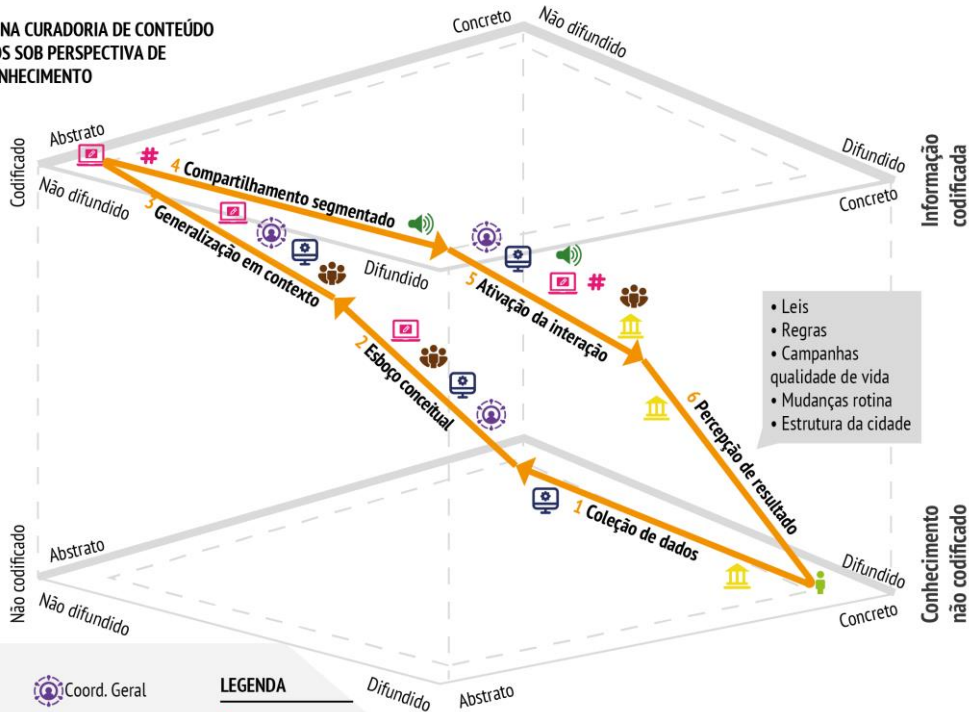 NA CURADORIA DE CONTEÚDO
OS SOB PERSPECTIVA DE
NHECIMENTO
Concreto
Não difundido
Abstrato
Codificado
#
4 Compartilhamento segmentado
Difundido
Concreto
Informação
codificada
Não difundido
3 Generalização em contexto
Difundido
5 Ativação da interação
#
2 Esboço conceitual
• Leis
• Regras
• Campanhas
qualidade de vida
• Mudanças rotina
• Estrutura da cidade
6 Percepção de resultado
1 Coleção de dados
Não codificado
Abstrato
Não difundido
Difundido
Concreto
Conhecimento
não codificado
Difundido
Abstrato
Coord. Geral
LEGENDA